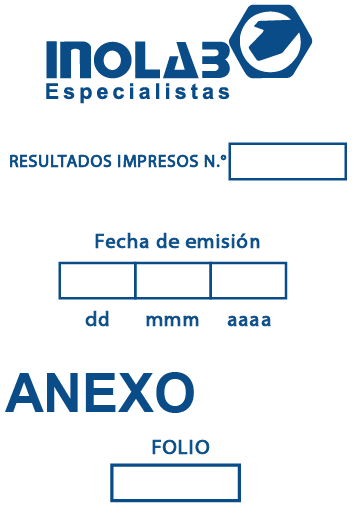 INOLAB
Especialistas
RESULTADOS IMPRESOS N.°
Fecha de emisión
dd mmm aaaa
ANEXO
FOLIO